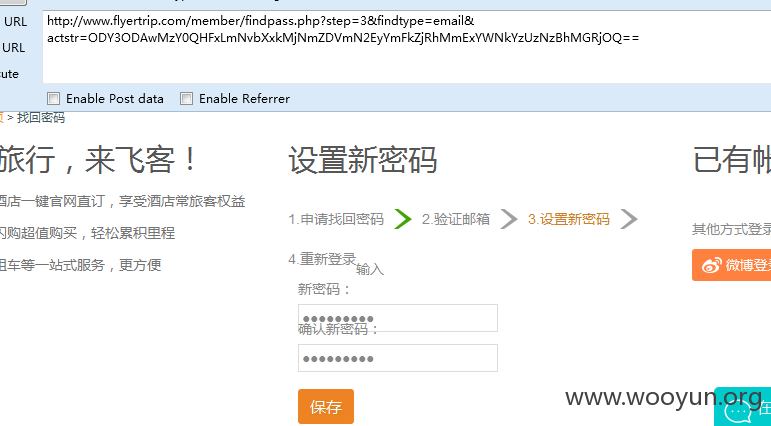 URL
http://www.flyertrip.com/member/findpass.php?step=3&findtype=email&
actstr=ODY3ODAwMzY0QHFxLmNvbXxkMjNmZDVmN2EyYmFkZjRhMmExYWNkYzUzNzBhMGRjOQ==
URL
cute
Enable Post data
Enable Referrer
> 找回密码
旅行，来飞客！
酒店一键官网直订，享受酒店常旅客权益
闪购超值购买，轻松累积里程
租车等一站式服务，更方便
设置新密码
1.申请找回密码
2.验证邮箱
3.设置新密码
4.重新登录
输入
新密码：
确认新密码：
保存
已有帐
其他方式登录
微博登录
www.wooyun.org
在